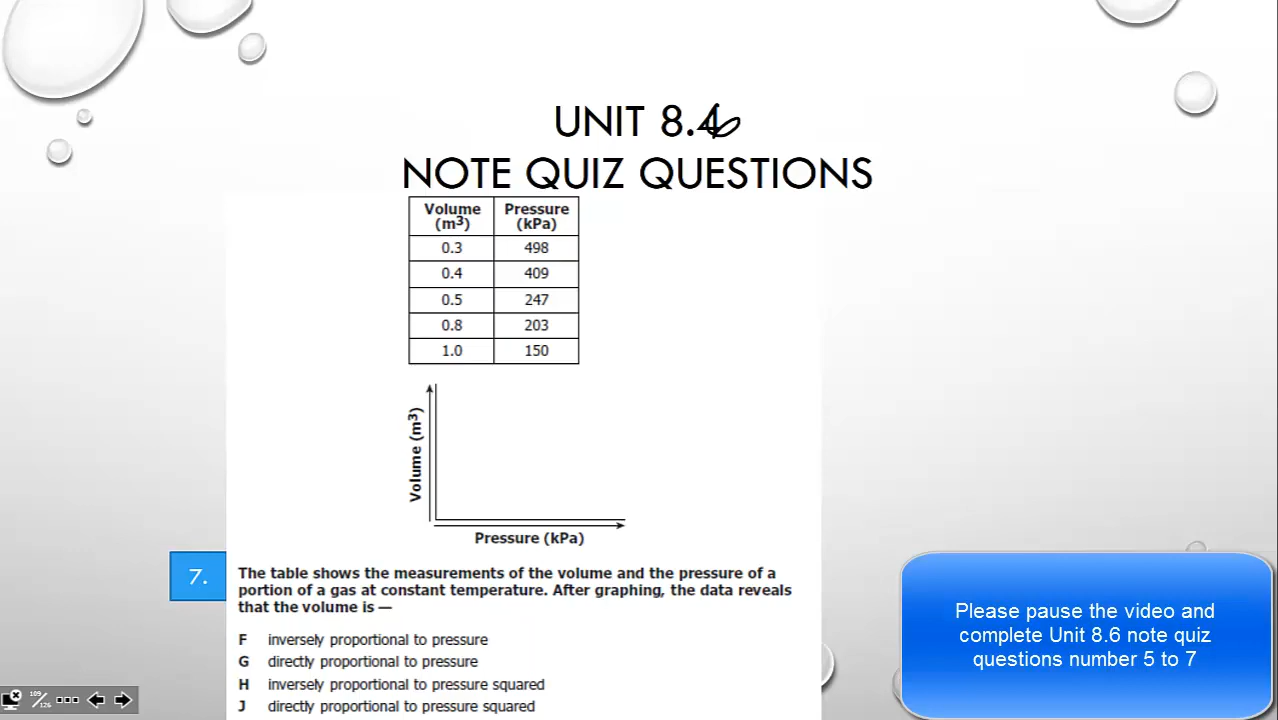 UNIT 8.6
NOTE QUIZ QUESTIONS
Volume (m³) Pressure (kPa)
0.3 498
0.4 409
0.5 247
0.8 203
1.0 150
Volume (m³)
Pressure (kPa)
7.
The table shows the measurements of the volume and the pressure of a
portion of a gas at constant temperature. After graphing, the data reveals
that the volume is —
F inversely proportional to pressure
G directly proportional to pressure
H inversely proportional to pressure squared
J directly proportional to pressure squared
Please pause the video and
complete Unit 8.6 note quiz
questions number 5 to 7
109/126